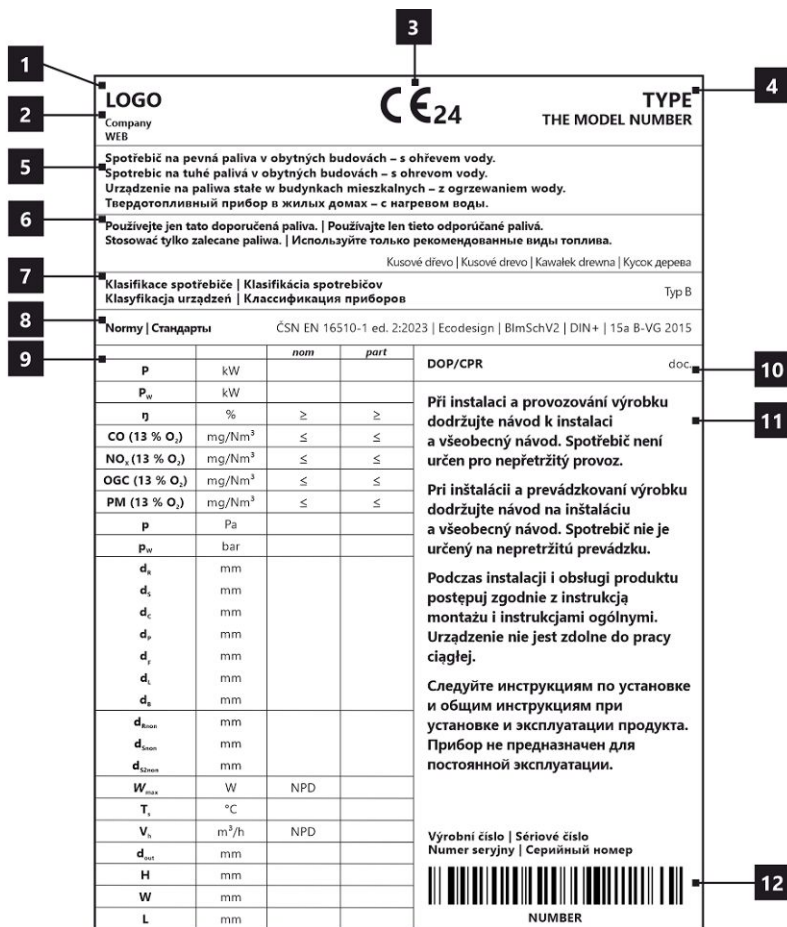 3
1
4
LOGO
CE24
TYPE
2
Company
THE MODEL NUMBER
WEB
5
Spotřebič na pevná paliva v obytných budovách – s ohřevem vody.
Spotrebic na tuhé palivá v obytných budovách – s ohrevom vody.
Urządzenie na paliwa stałe w budynkach mieszkalnych – z ogrzewaniem wody.
Твердотопливный прибор в жилых домах – с нагревом воды.
6
Používejte jen tato doporučená paliva. | Používajte len tieto odporúčané palivá.
Stosować tylko zalecane paliwa. | Используйте только рекомендованные виды топлива.
Kusové dřevo | Kusové drevo | Kawałek drewna | Кусок дерева
7
Klasifikace spotřebiče | Klasifikácia spotrebičov
Klasyfikacja urządzeń | Классификация приборов
Typ B
8
Normy | Стандарты ČSN EN 16510-1 ed. 2:2023 | Ecodesign | BImSchV2 | DIN+ | 15a B-VG 2015
9
nom part
P kW
Pw kW
η % ≥ ≥
CO (13 % O₂) mg/Nm³ ≤ ≤
NOₓ (13 % O₂) mg/Nm³ ≤ ≤
OGC (13 % O₂) mg/Nm³ ≤ ≤
PM (13 % O₂) mg/Nm³ ≤ ≤
p Pa
pw bar
dR mm
dS mm
dC mm
dP mm
dF mm
dL mm
dB mm
dRnon mm
dSnon mm
dS2non mm
Wmax W NPD
Ts °C
Vh m³/h NPD
dout mm
H mm
W mm
L mm
DOP/CPR doc.
10
11
Při instalaci a provozování výrobku
dodržujte návod k instalaci
a všeobecný návod. Spotřebič není
určen pro nepřetržitý provoz.
Pri inštalácii a prevádzkovaní výrobku
dodržujte návod na inštaláciu
a všeobecný návod. Spotrebič nie je
určený na nepretržitú prevádzku.
Podczas instalacji i obsługi produktu
postępuj zgodnie z instrukcją
montażu i instrukcjami ogólnymi.
Urządzenie nie jest zdolne do pracy
ciągłej.
Следуйте инструкциям по установке
и общим инструкциям при
установке и эксплуатации продукта.
Прибор не предназначен для
постоянной эксплуатации.
Výrobní číslo | Sériové číslo
Numer seryjny | Серийный номер
12
NUMBER